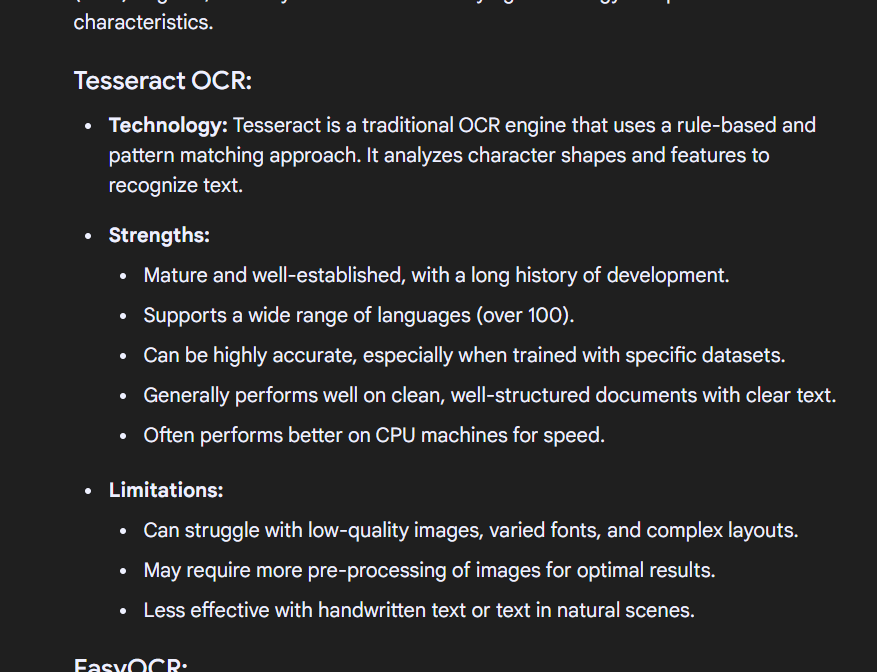 characteristics.
Tesseract OCR:
• Technology: Tesseract is a traditional OCR engine that uses a rule-based and
pattern matching approach. It analyzes character shapes and features to
recognize text.
• Strengths:
• Mature and well-established, with a long history of development.
• Supports a wide range of languages (over 100).
• Can be highly accurate, especially when trained with specific datasets.
• Generally performs well on clean, well-structured documents with clear text.
• Often performs better on CPU machines for speed.
• Limitations:
• Can struggle with low-quality images, varied fonts, and complex layouts.
• May require more pre-processing of images for optimal results.
• Less effective with handwritten text or text in natural scenes.
EasyOCR: